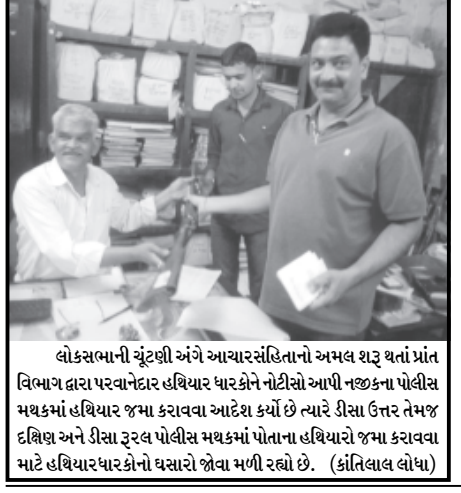 લોકસભાની ચૂંટણી અંગે આચારસંહિતાનો અમલ શરૂ થતાં પ્રાંત
વિભાગ દ્વારા પરવાનેદાર હથિયાર ધારકોને નોટીસો આપી નજીકના પોલીસ
મથકમાં હથિયાર જમા કરાવવા આદેશ કર્યો છે ત્યારે ડીસા ઉત્તર તેમજ
દક્ષિણ અને ડીસા રૂરલ પોલીસ મથકમાં પોતાના હથિયારો જમા કરાવવા
માટે હથિયારધારકોનો ઘસારો જોવા મળી રહ્યો છે. (કાંતિલાલ લોધા)